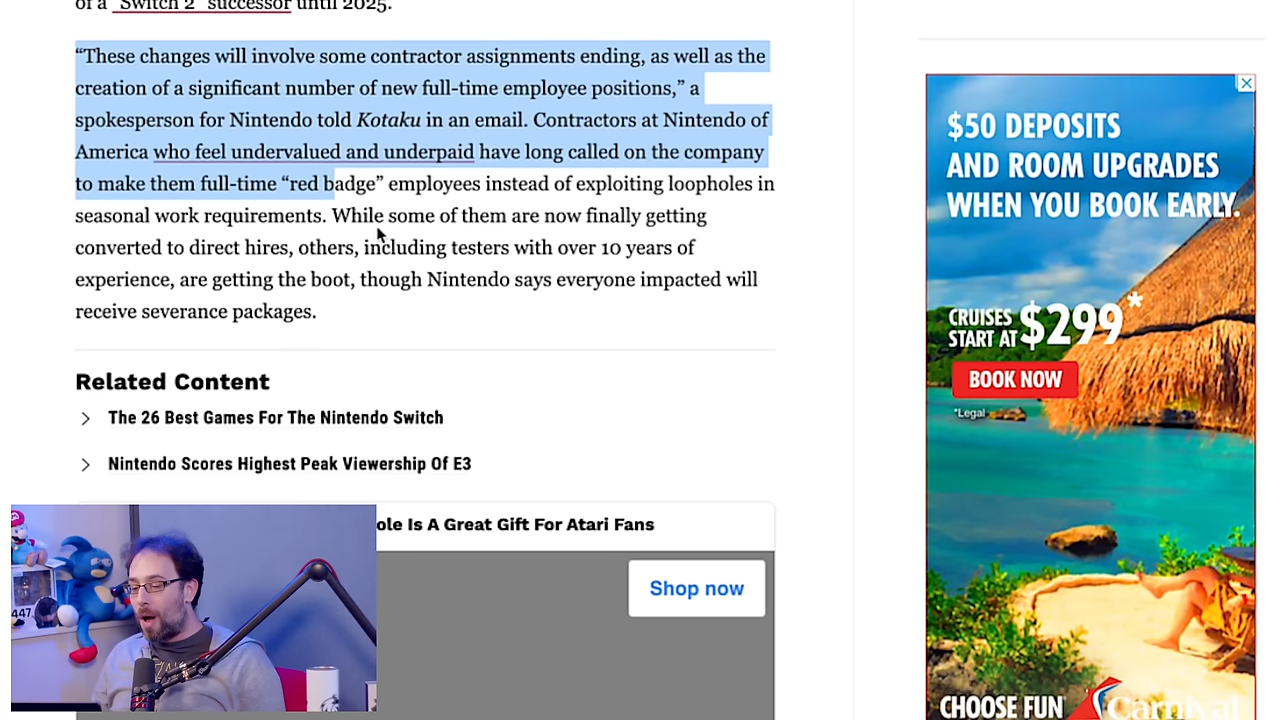 of a "Switch 2" successor until 2025.
“These changes will involve some contractor assignments ending, as well as the
creation of a significant number of new full-time employee positions,” a
spokesperson for Nintendo told Kotaku in an email. Contractors at Nintendo of
America who feel undervalued and underpaid have long called on the company
to make them full-time “red badge” employees instead of exploiting loopholes in
seasonal work requirements. While some of them are now finally getting
converted to direct hires, others, including testers with over 10 years of
experience, are getting the boot, though Nintendo says everyone impacted will
receive severance packages.
Related Content
The 26 Best Games For The Nintendo Switch
Nintendo Scores Highest Peak Viewership Of E3
ole Is A Great Gift For Atari Fans
Shop now
447
$50 DEPOSITS
AND ROOM UPGRADES
WHEN YOU BOOK EARLY.
CRUISES
START AT $299*
BOOK NOW
*Legal
CHOOSE FUN
Carnival